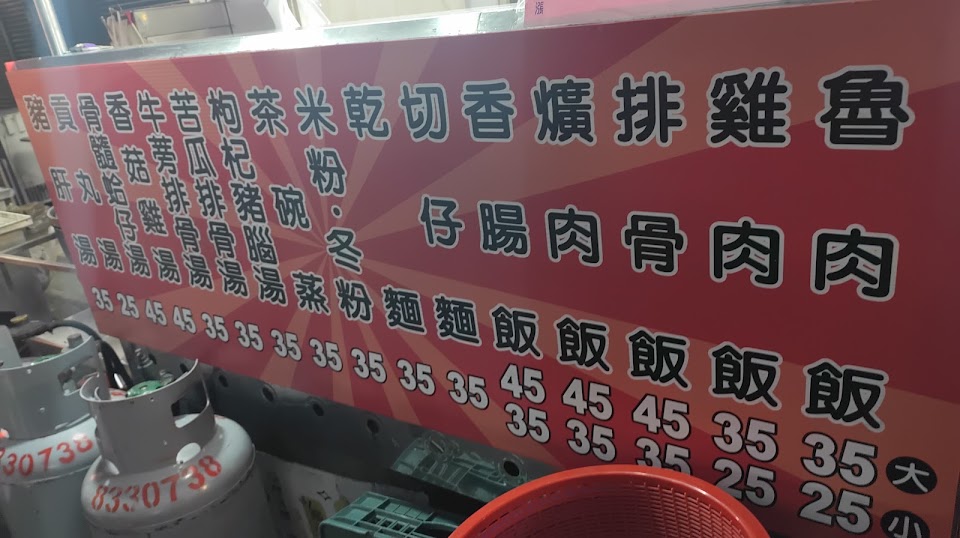 漲
大
小
魯肉飯 35 25
雞肉飯 35 25
排骨飯 45 35
爌肉飯 45 35
香腸飯 45 35
切仔麵 35
乾麵 35
米粉·冬粉 35
茶碗蒸 35
枸杞豬腦湯 35
苦瓜排骨湯 35
牛蒡排骨湯 35
香菇雞湯 45
骨髓蛤仔湯 45
貢丸湯 25
豬肝湯 35
730738
8330738